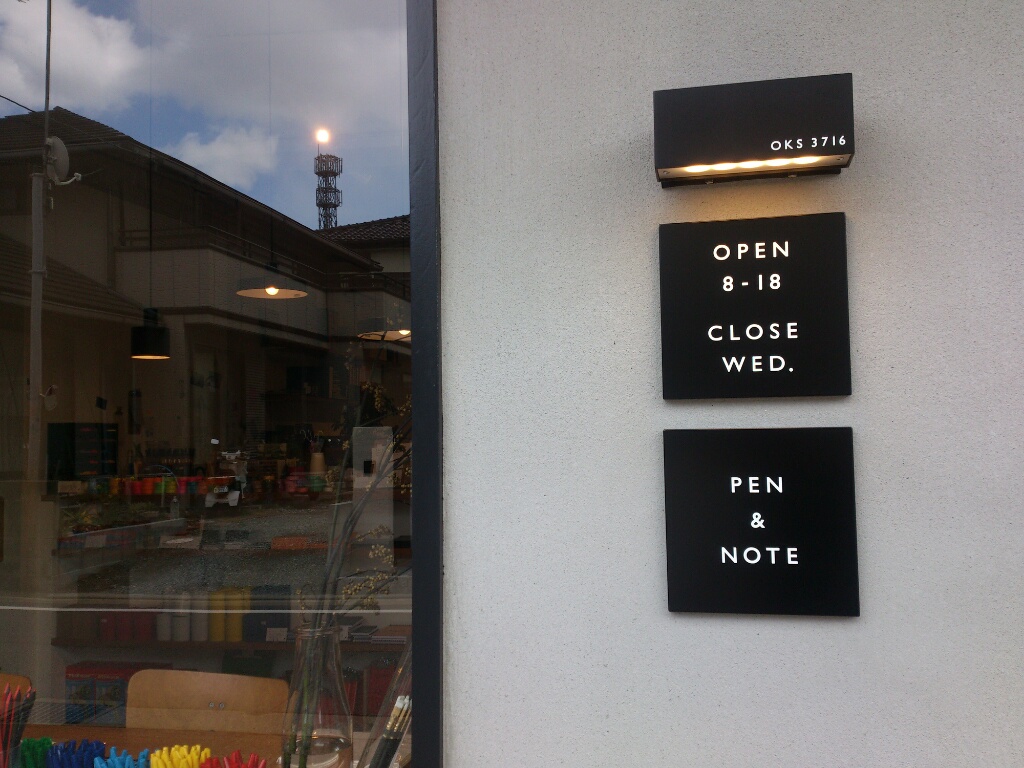 OKS 3716
OPEN
8-18
CLOSE
WED.
PEN
&
NOTE